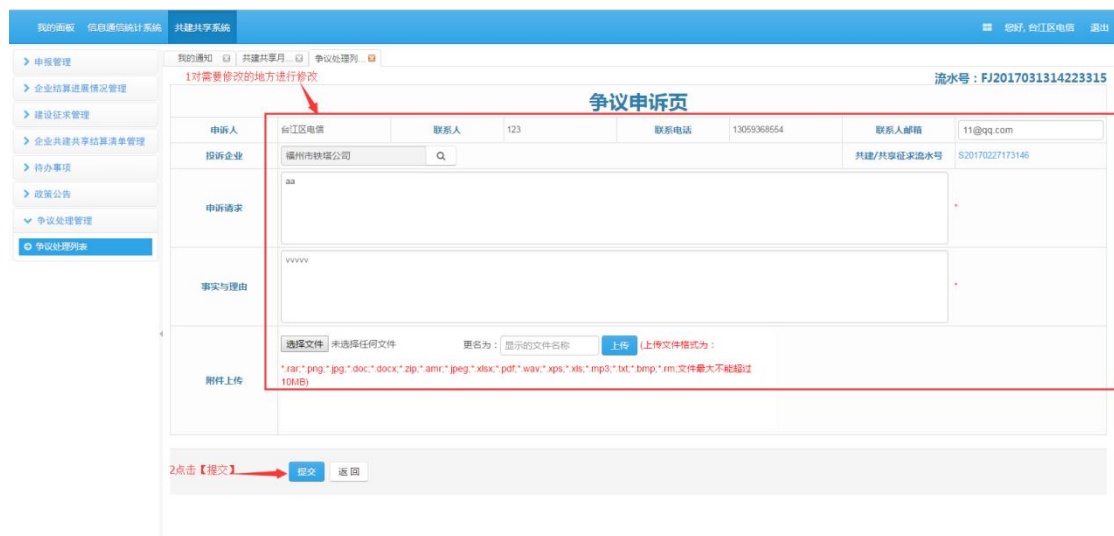 我的面板 信息通信统计系统 共建共享系统 您好, 台江区电信 退出
申报管理
企业结算进展情况管理
建设征求管理
企业共建共享结算清单管理
待办事项
政策公告
争议处理管理
争议处理列表
我的通知 共建共享月... 争议处理列...
1对需要修改的地方进行修改
流水号：FJ2017031314223315
争议申诉页
申诉人 台江区电信 联系人 123 联系电话 13059368554 联系人邮箱 11@qq.com
投诉企业 福州市铁塔公司 共建/共享征求流水号 S20170227173146
申诉请求 aa *
事实与理由 vvvvv *
附件上传 选择文件 未选择任何文件 更名为： 显示的文件名称 上传 (上传文件格式为：
*.rar;*.png;*.jpg;*.doc;*.docx;*.zip;*.amr;*.jpeg;*.xlsx;*.pdf;*.wav;*.xps;*.xls;*.mp3;*.txt;*.bmp;*.rm;文件最大不能超过
10MB)
2点击【提交】 提交 返回